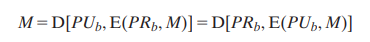 M = D[PU_b, E(PR_b, M)] = D[PR_b, E(PU_b, M)]